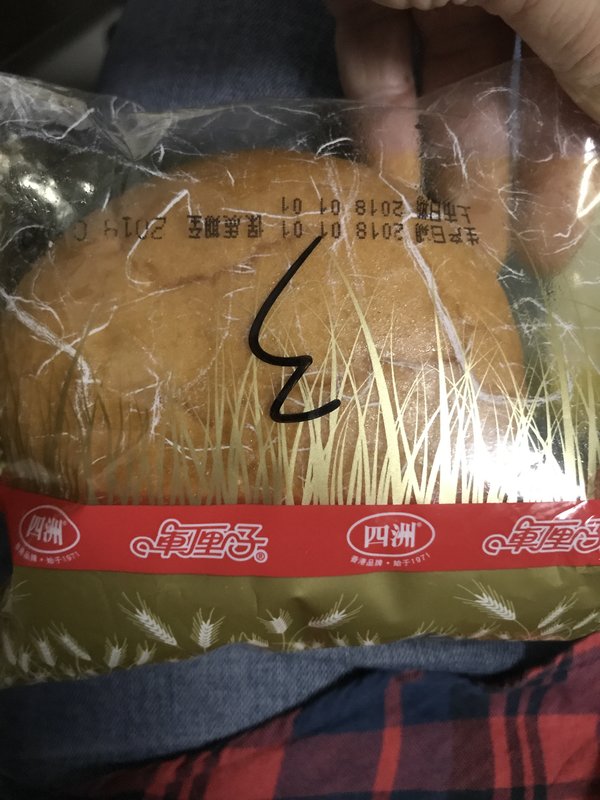 生产日期 2018 01 01 保质期至 2019
上市日期 2018 01 01
四洲® 車厘子® 四洲® 車厘子
香港品牌·始于1971 香港品牌·始于1971